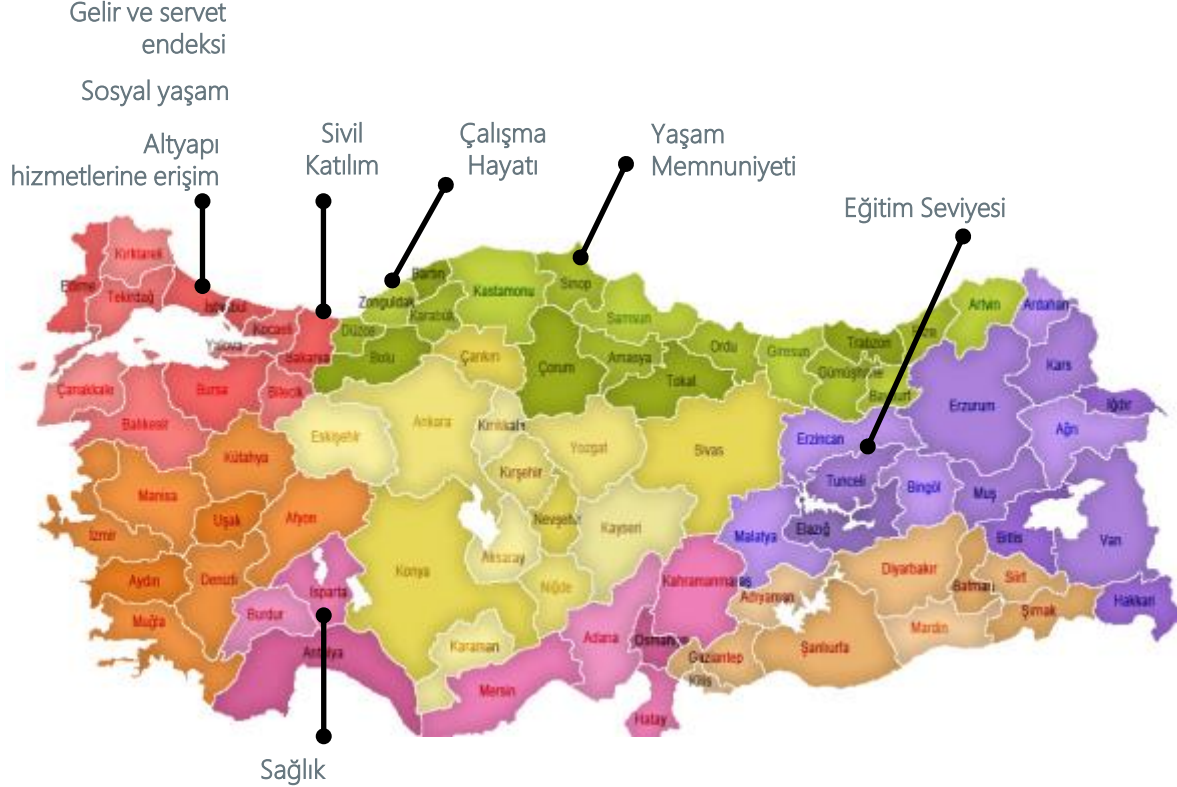 Gelir ve servet
endeksi
Sosyal yaşam
Altyapı
hizmetlerine erişim
Sivil
Katılım
Çalışma
Hayatı
Yaşam
Memnuniyeti
Eğitim Seviyesi
Kırklareli
Edirne
Tekirdağ
İstanbul
Kocaeli
Yalova
Sakarya
Düzce
Zonguldak
Bartın
Karabük
Kastamonu
Sinop
Samsun
Bolu
Çankırı
Çorum
Amasya
Ordu
Tokat
Giresun
Trabzon
Gümüşhane
Bayburt
Rize
Artvin
Ardahan
Kars
Iğdır
Ağrı
Erzurum
Erzincan
Çanakkale
Balıkesir
Bursa
Bilecik
Kütahya
Eskişehir
Ankara
Kırıkkale
Yozgat
Sivas
Kırşehir
Tunceli
Bingöl
Muş
Elazığ
Malatya
Bitlis
Van
Manisa
Uşak
Afyon
İzmir
Nevşehir
Kayseri
Aksaray
Konya
Niğde
Aydın
Denizli
Isparta
Burdur
Muğla
Antalya
Karaman
Mersin
Adana
Kahramanmaraş
Osmaniye
Adıyaman
Diyarbakır
Batman
Siirt
Şırnak
Hakkari
Mardin
Şanlıurfa
Gaziantep
Kilis
Hatay
Sağlık